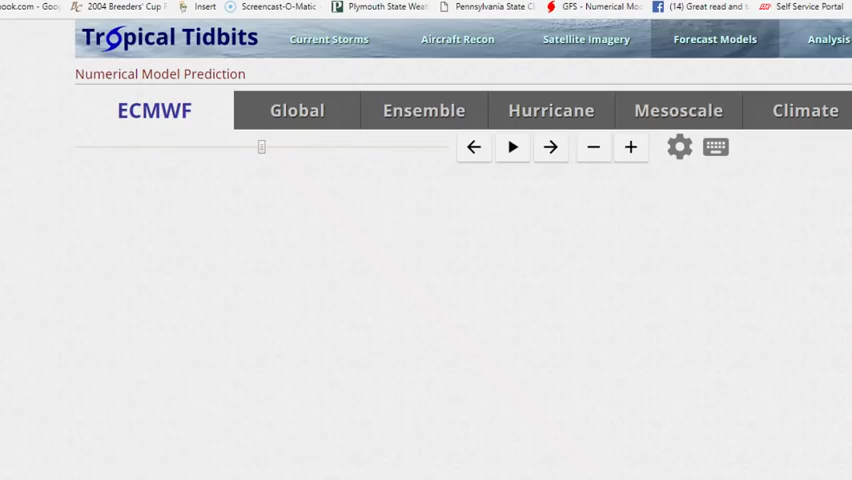 ook.com - Goo 2004 Breeders' Cup Insert Screencast-O-Matic Plymouth State Weat Pennsylvania State C GFS - Numerical Mo (14) Great read and t ADP Self Service Portal
Tropical Tidbits Current Storms Aircraft Recon Satellite Imagery Forecast Models Analysis
Numerical Model Prediction
ECMWF Global Ensemble Hurricane Mesoscale Climate